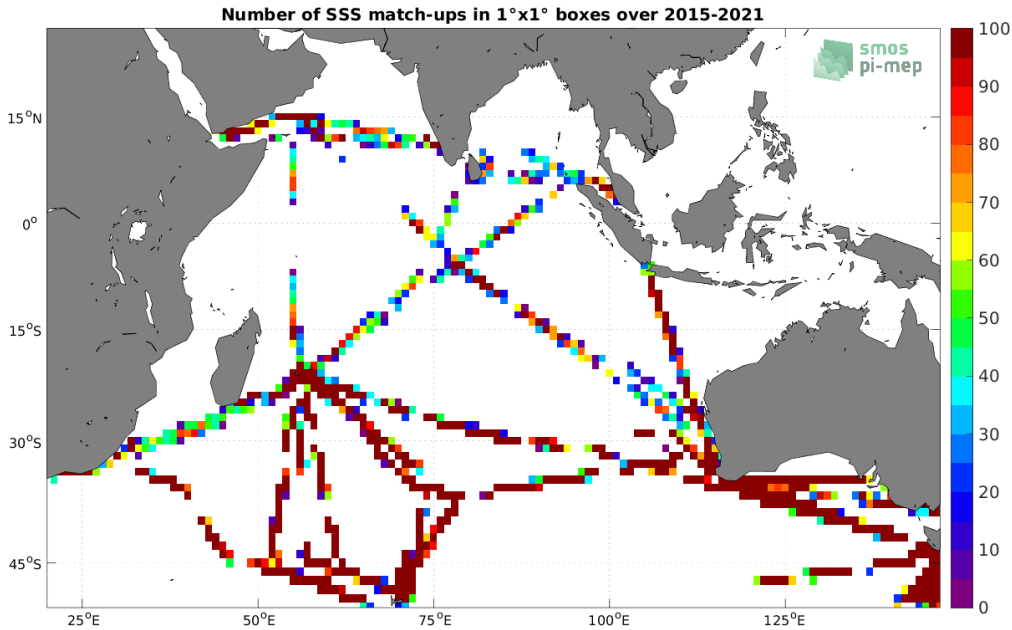 Number of SSS match-ups in 1°x1° boxes over 2015-2021
smos
pi-mep
15°N
0°
15°S
30°S
45°S
25°E
50°E
75°E
100°E
125°E
100
90
80
70
60
50
40
30
20
10
0